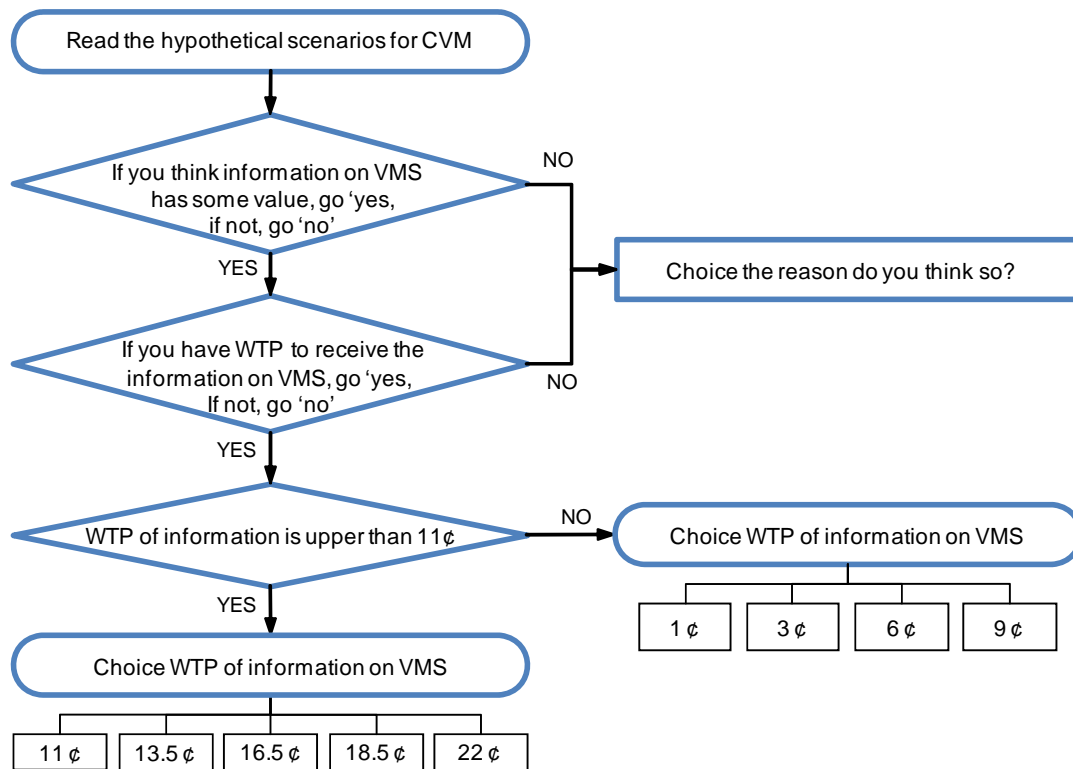 Read the hypothetical scenarios for CVM
If you think information on VMS
has some value, go ‘yes,
if not, go ‘no’
NO
YES
Choice the reason do you think so?
If you have WTP to receive the
information on VMS, go ‘yes,
If not, go ‘no’
NO
YES
WTP of information is upper than 11¢
NO
Choice WTP of information on VMS
1 ¢
3 ¢
6 ¢
9 ¢
YES
Choice WTP of information on VMS
11 ¢
13.5 ¢
16.5 ¢
18.5 ¢
22 ¢